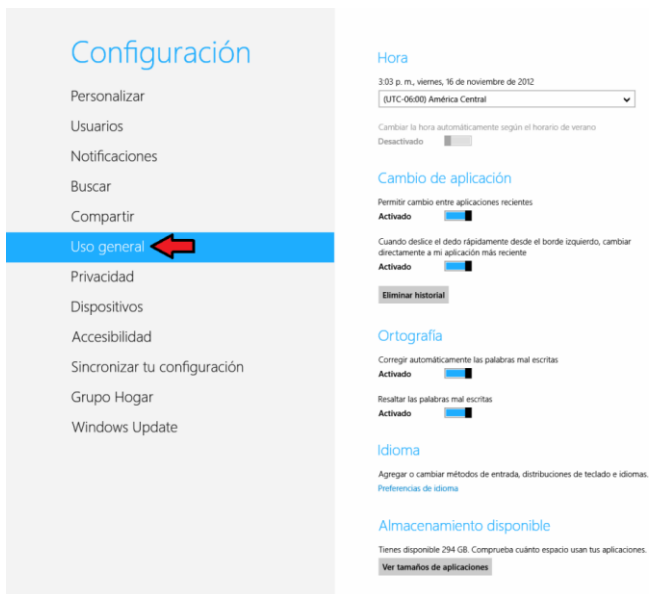 Configuración
Personalizar
Usuarios
Notificaciones
Buscar
Compartir
Uso general
Privacidad
Dispositivos
Accesibilidad
Sincronizar tu configuración
Grupo Hogar
Windows Update
Hora
3:03 p. m., viernes, 16 de noviembre de 2012
(UTC-06:00) América Central
Cambiar la hora automáticamente según el horario de verano
Desactivado
Cambio de aplicación
Permitir cambio entre aplicaciones recientes
Activado
Cuando deslice el dedo rápidamente desde el borde izquierdo, cambiar
directamente a mi aplicación más reciente
Activado
Eliminar historial
Ortografía
Corregir automáticamente las palabras mal escritas
Activado
Resaltar las palabras mal escritas
Activado
Idioma
Agregar o cambiar métodos de entrada, distribuciones de teclado e idiomas.
Preferencias de idioma
Almacenamiento disponible
Tienes disponible 294 GB. Comprueba cuánto espacio usan tus aplicaciones.
Ver tamaños de aplicaciones